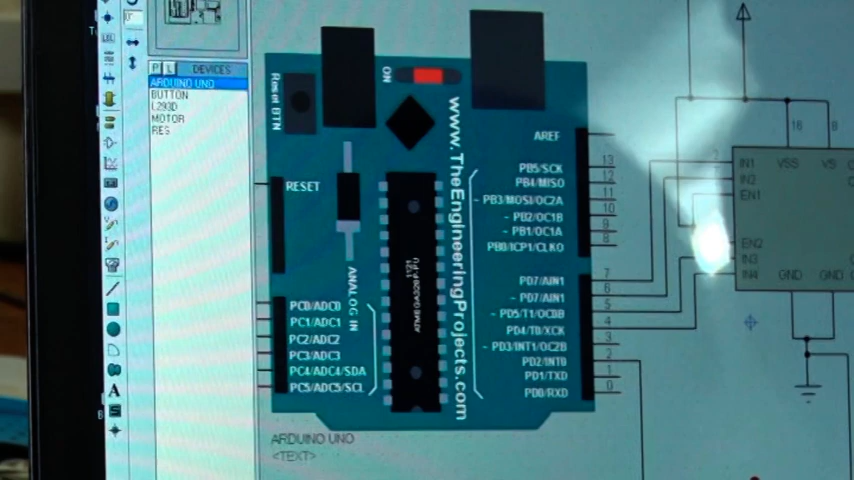 P L DEVICES
ARDUINO UNO
BUTTON
L293D
MOTOR
RES
ON
Reset BTN
www.TheEngineeringProjects.com
RESET
ANALOG IN
PC0/ADC0
PC1/ADC1
PC2/ADC2
PC3/ADC3
PC4/ADC4/SDA
PC5/ADC5/SCL
ATMEGA328P-PU
1121
AREF
PB5/SCK 13
PB4/MISO 12
~ PB3/MOSI/OC2A 11
~ PB2/OC1B 10
~ PB1/OC1A 9
PB0/ICP1/CLKO 8
PD7/AIN1 7
~ PD7/AIN1 6
~ PD5/T1/OC0B 5
PD4/T0/XCK 4
~ PD3/INT1/OC2B 3
PD2/INT0 2
PD1/TXD 1
PD0/RXD 0
ARDUINO UNO
<TEXT>
2
16
8
IN1 VSS VS
IN2
EN1
EN2
IN3
IN4 GND GND
A